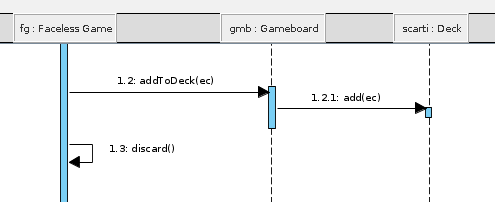 fg : Faceless Game
gmb : Gameboard
scarti : Deck
1.2: addToDeck(ec)
1.2.1: add(ec)
1.3: discard()